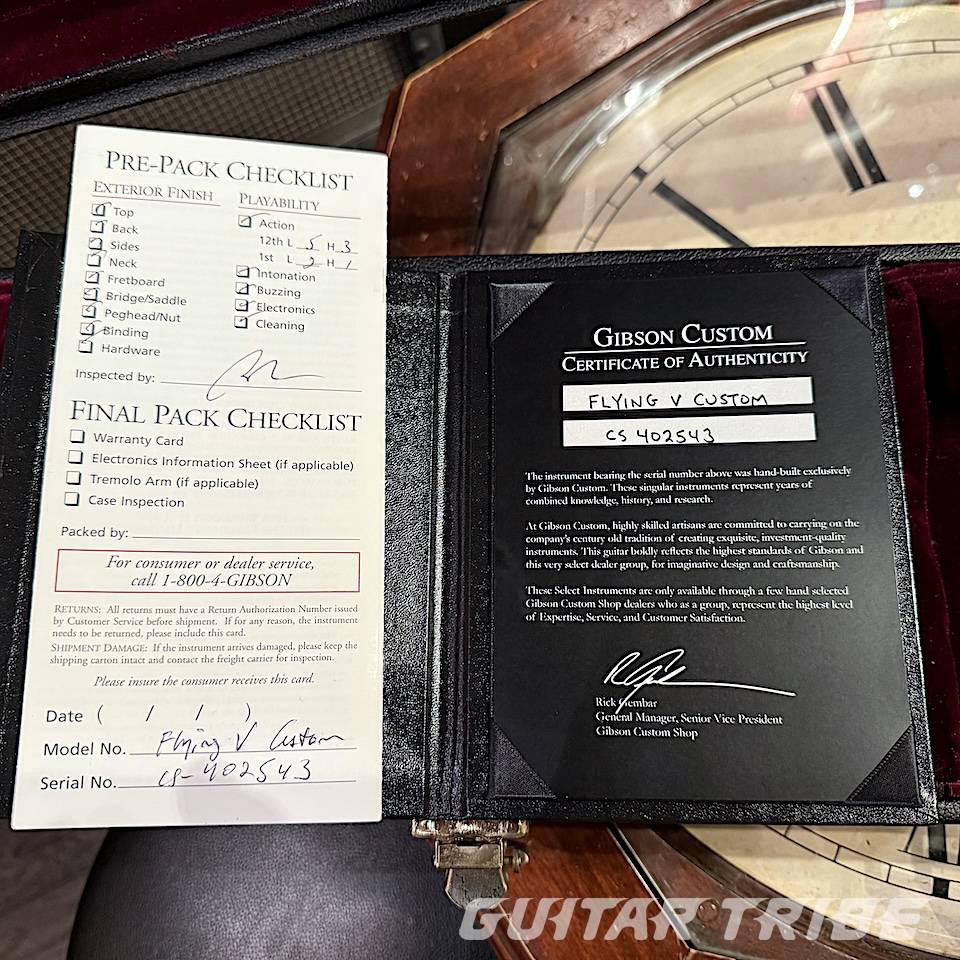 PRE-PACK CHECKLIST
EXTERIOR FINISH
Top
Back
Sides
Neck
Fretboard
Bridge/Saddle
Peghead/Nut
Binding
Hardware
PLAYABILITY
Action
12th L 5 H 3
1st L 2 H 1
Intonation
Buzzing
Electronics
Cleaning
Inspected by:
FINAL PACK CHECKLIST
Warranty Card
Electronics Information Sheet (if applicable)
Tremolo Arm (if applicable)
Case Inspection
Packed by:
For consumer or dealer service,
call 1-800-4-GIBSON
RETURNS: All returns must have a Return Authorization Number issued
by Customer Service before shipment. If for any reason, the instrument
needs to be returned, please include this card.
SHIPMENT DAMAGE: If the instrument arrives damaged, please keep the
shipping carton intact and contact the freight carrier for inspection.
Please insure the consumer receives this card.
Date ( / / )
Model No. Flying V Custom
Serial No. CS-402543
GIBSON CUSTOM
CERTIFICATE OF AUTHENTICITY
FLYING V CUSTOM
CS 402543
The instrument bearing the serial number above was hand-built exclusively
by Gibson Custom. These singular instruments represent years of
combined knowledge, history, and research.
At Gibson Custom, highly skilled artisans are committed to carrying on the
company's century old tradition of creating exquisite, investment-quality
instruments. This guitar boldly reflects the highest standards of Gibson and
this very select dealer group, for imaginative design and craftsmanship.
These Select Instruments are only available through a few hand selected
Gibson Custom Shop dealers who as a group, represent the highest level
of Expertise, Service, and Customer Satisfaction.
Rick Gembar
General Manager, Senior Vice President
Gibson Custom Shop
GUITAR TRIBE